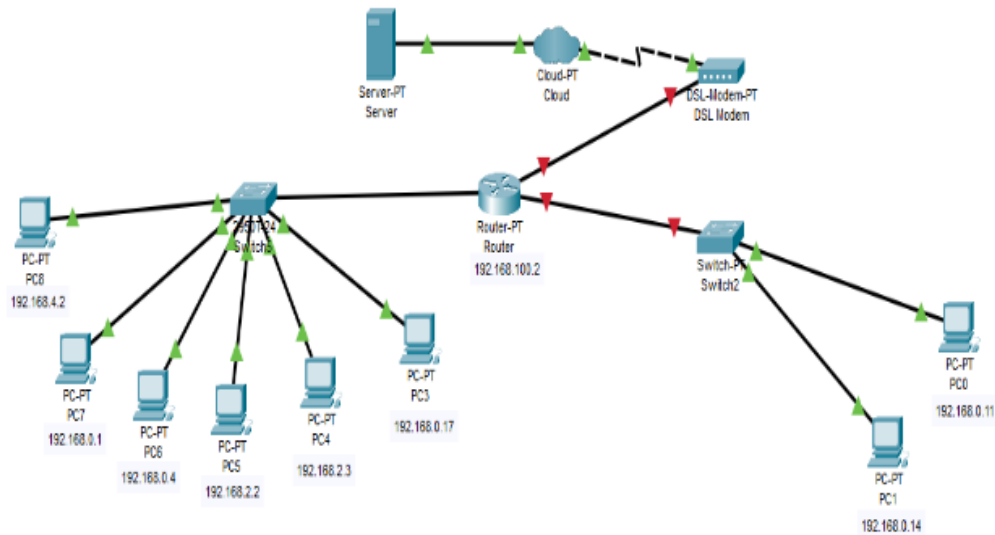 Server-PT
Server
Cloud-PT
Cloud
DSL-Modem-PT
DSL Modem
Router-PT
Router
192.168.100.2
Switch-PT
Switch2
PC-PT
PC8
192.168.4.2
PC-PT
PC7
192.168.0.1
PC-PT
PC6
192.168.0.4
PC-PT
PC5
192.168.2.2
PC-PT
PC4
192.168.2.3
PC-PT
PC3
192.168.0.17
PC-PT
PC0
192.168.0.11
PC-PT
PC1
192.168.0.14